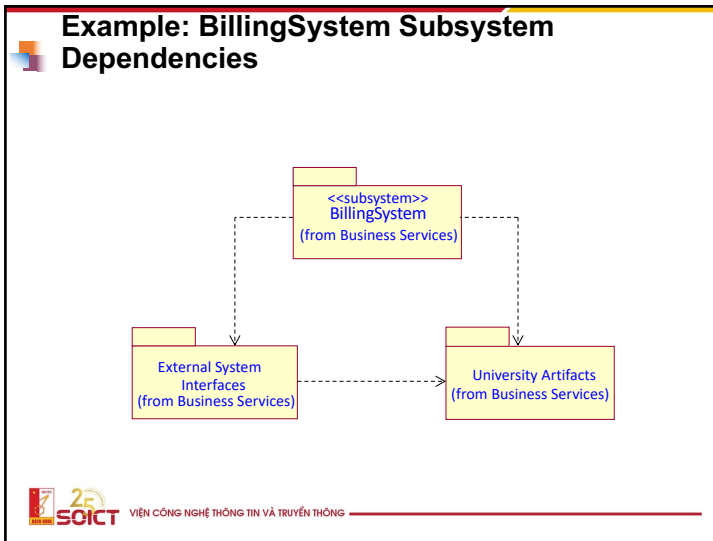 Example: BillingSystem Subsystem
Dependencies
<<subsystem>>
BillingSystem
(from Business Services)
External System
Interfaces
(from Business Services)
University Artifacts
(from Business Services)
25
SOICT
VIỆN CÔNG NGHỆ THÔNG TIN VÀ TRUYỀN THÔNG